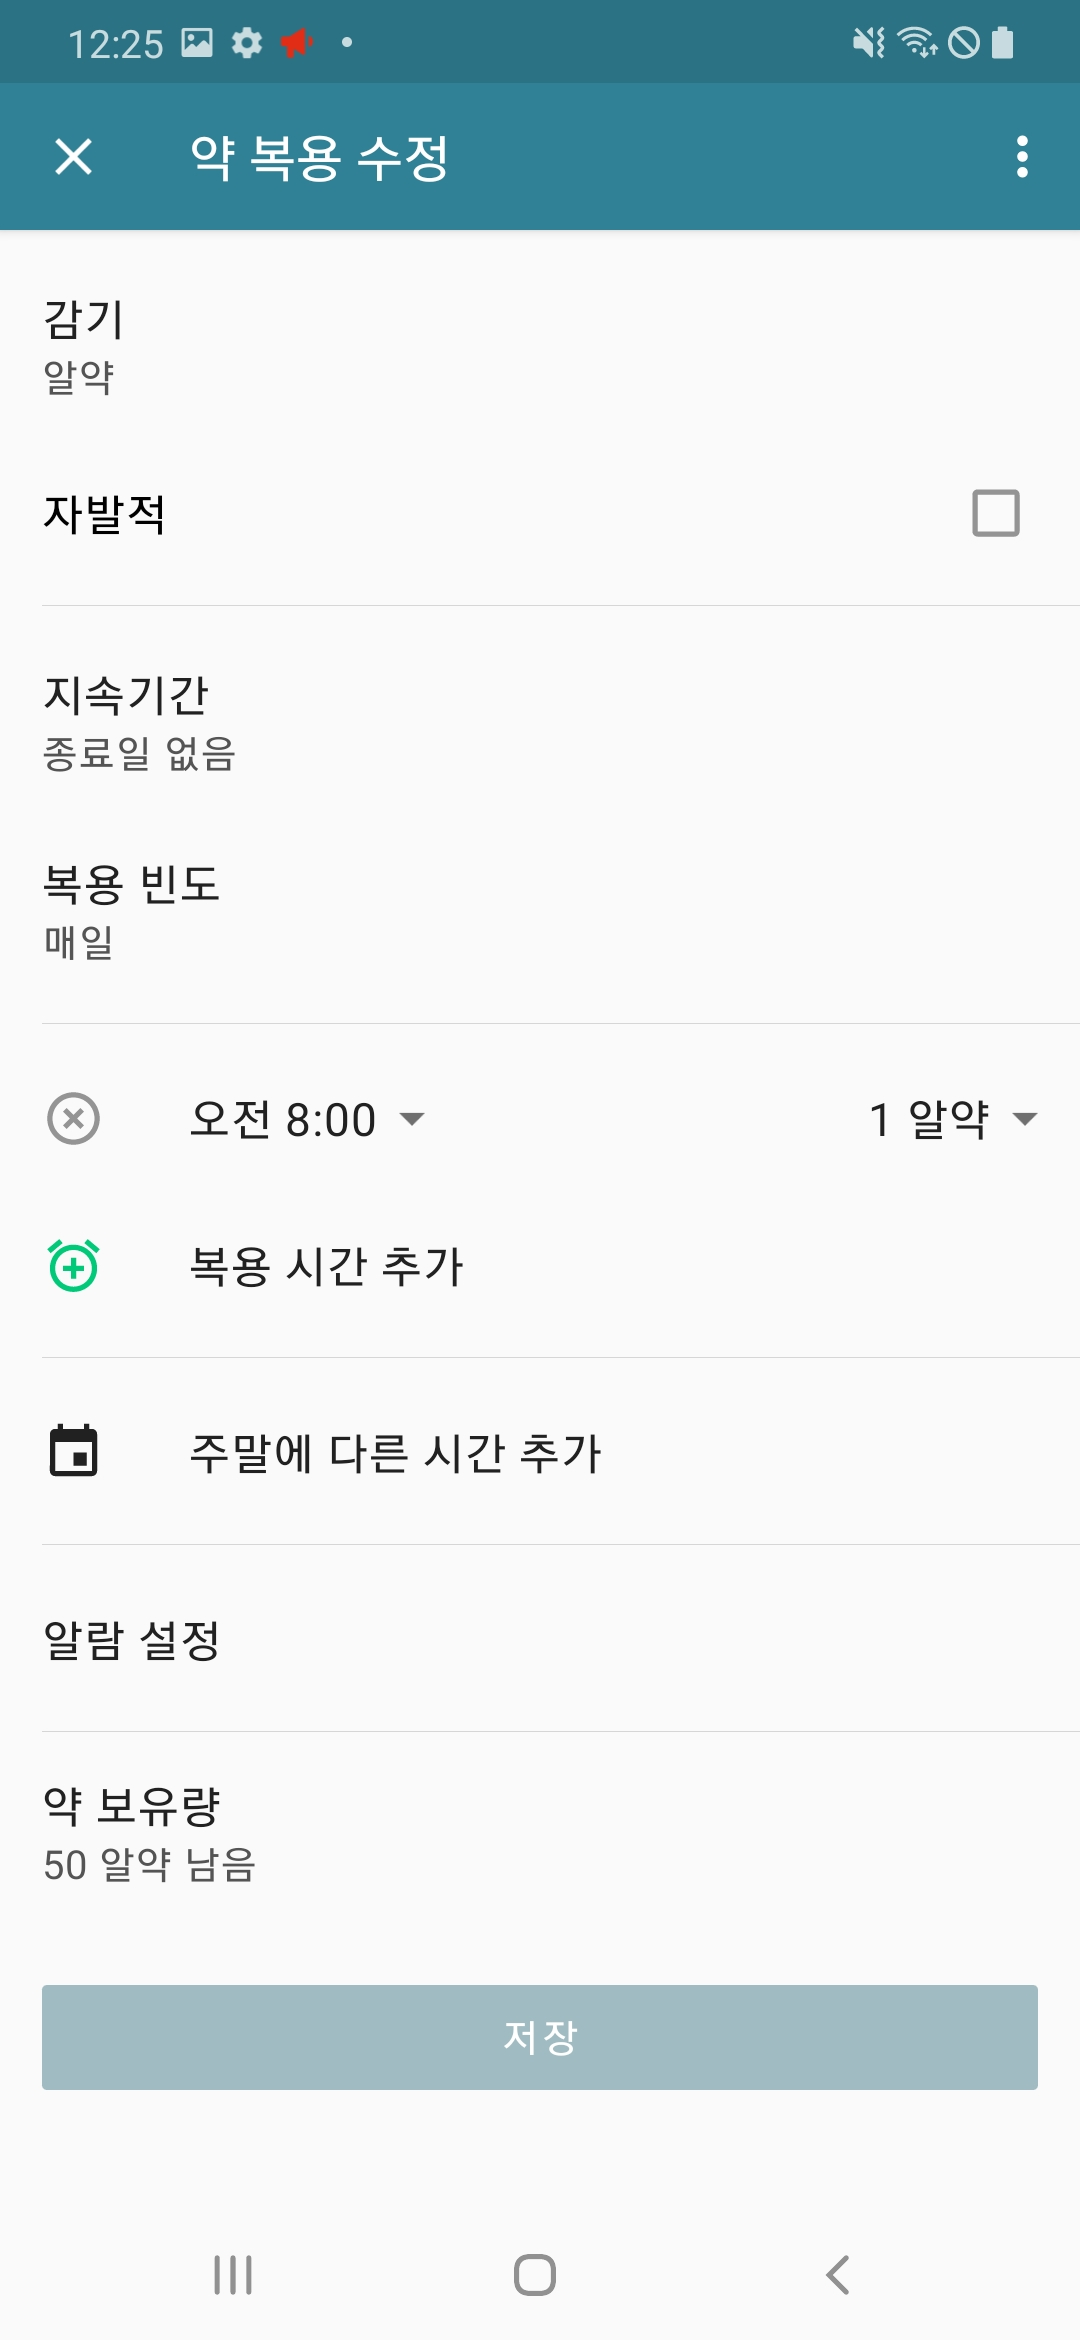 12:25
약 복용 수정
감기
알약
자발적
지속기간
종료일 없음
복용 빈도
매일
오전 8:00
1 알약
복용 시간 추가
주말에 다른 시간 추가
알람 설정
약 보유량
50 알약 남음
저장